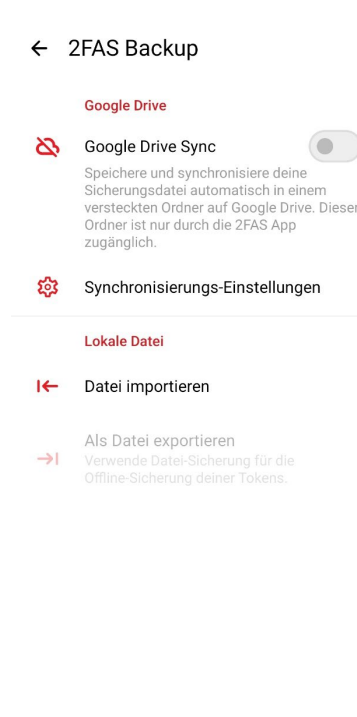 2FAS Backup
Google Drive
Google Drive Sync
Speichere und synchronisiere deine
Sicherungsdatei automatisch in einem
versteckten Ordner auf Google Drive. Dieser
Ordner ist nur durch die 2FAS App
zugänglich.
Synchronisierungs-Einstellungen
Lokale Datei
Datei importieren
Als Datei exportieren
Verwende Datei-Sicherung für die
Offline-Sicherung deiner Tokens.